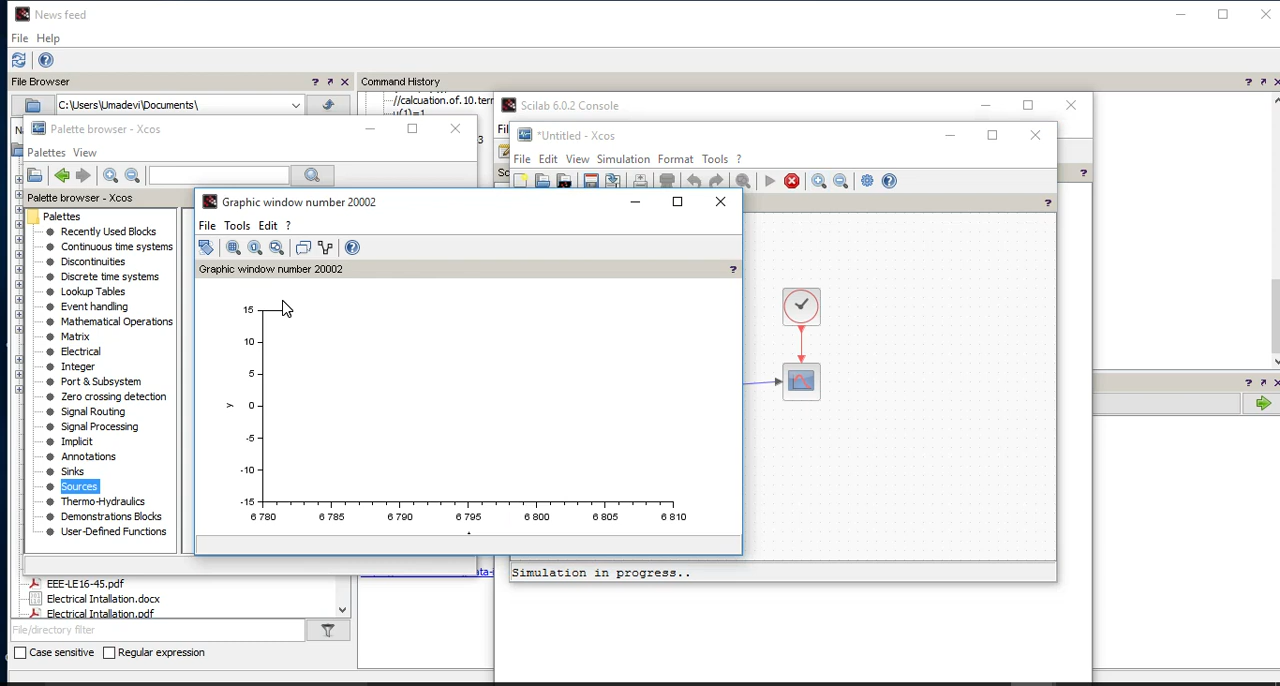 News feed
File Help
File Browser
Command History
C:\Users\Umadevi\Documents\
//calcuation.of.10.terr
u(1)=1
3
Scilab 6.0.2 Console
Palette browser - Xcos
*Untitled - Xcos
Palettes View
File Edit View Simulation Format Tools ?
Palette browser - Xcos
Palettes
Recently Used Blocks
Continuous time systems
Discontinuities
Discrete time systems
Lookup Tables
Event handling
Mathematical Operations
Matrix
Electrical
Integer
Port & Subsystem
Zero crossing detection
Signal Routing
Signal Processing
Implicit
Annotations
Sinks
Sources
Thermo-Hydraulics
Demonstrations Blocks
User-Defined Functions
Graphic window number 20002
File Tools Edit ?
Graphic window number 20002
15
10
5
0
-5
-10
-15
y
6 780 6 785 6 790 6 795 6 800 6 805 6 810
Simulation in progress..
EEE-LE16-45.pdf
Electrical Intallation.docx
Electrical Intallation.pdf
File/directory filter
Case sensitive Regular expression